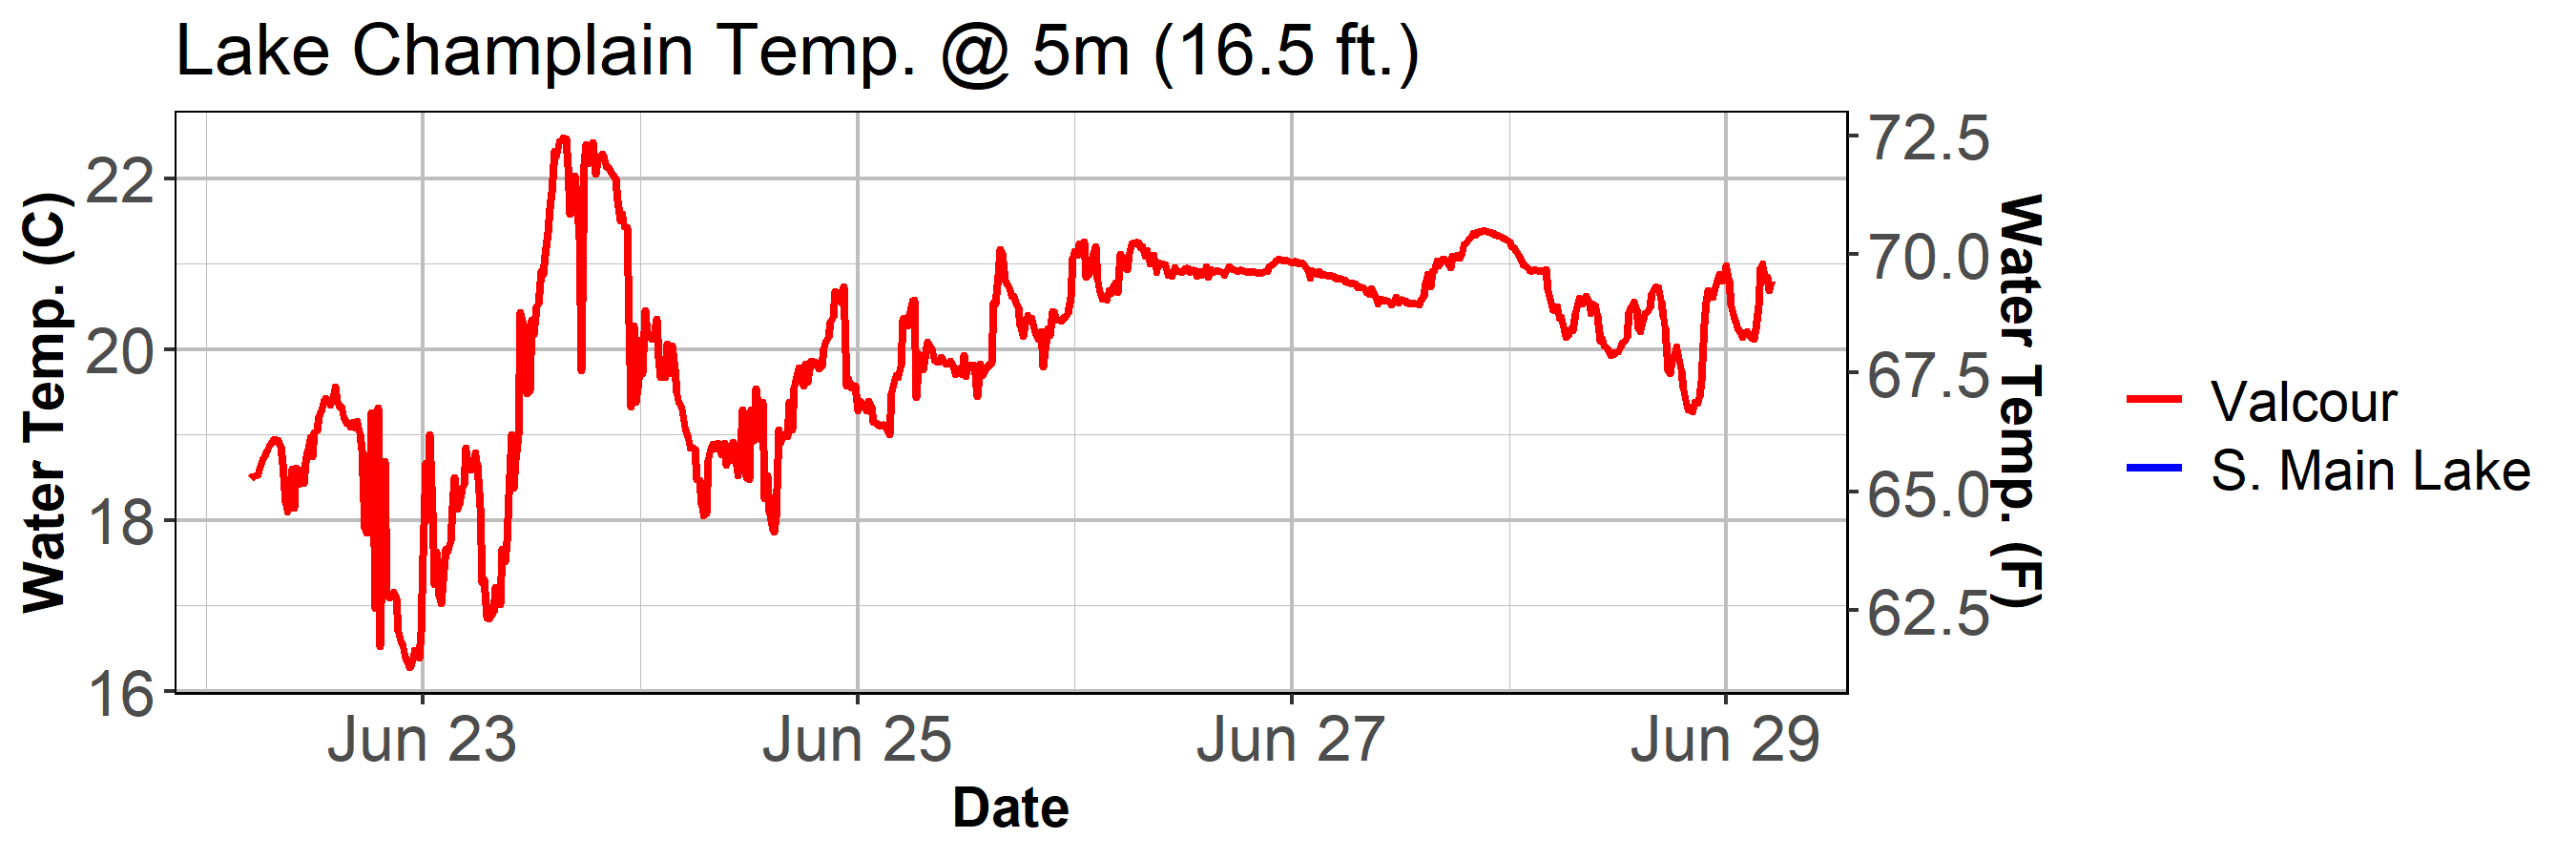 Lake Champlain Temp. @ 5m (16.5 ft.)
Water Temp. (C)
22
20
18
16
72.5
70.0
67.5
65.0
62.5
Water Temp. (F)
Jun 23
Jun 25
Jun 27
Jun 29
Date
Valcour
S. Main Lake